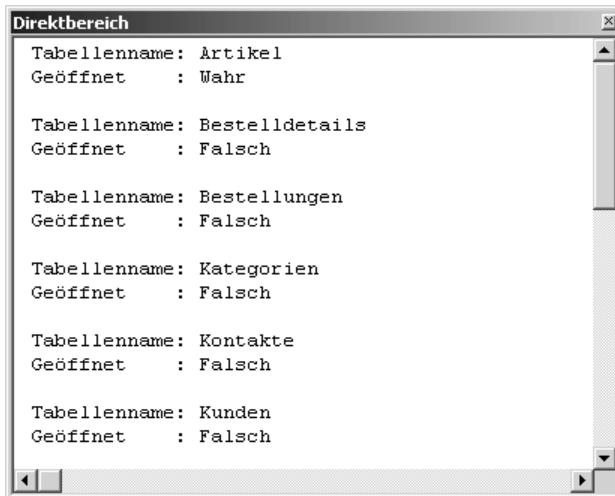 Direktbereich
Tabellenname: Artikel
Geöffnet    : Wahr
Tabellenname: Bestelldetails
Geöffnet    : Falsch
Tabellenname: Bestellungen
Geöffnet    : Falsch
Tabellenname: Kategorien
Geöffnet    : Falsch
Tabellenname: Kontakte
Geöffnet    : Falsch
Tabellenname: Kunden
Geöffnet    : Falsch